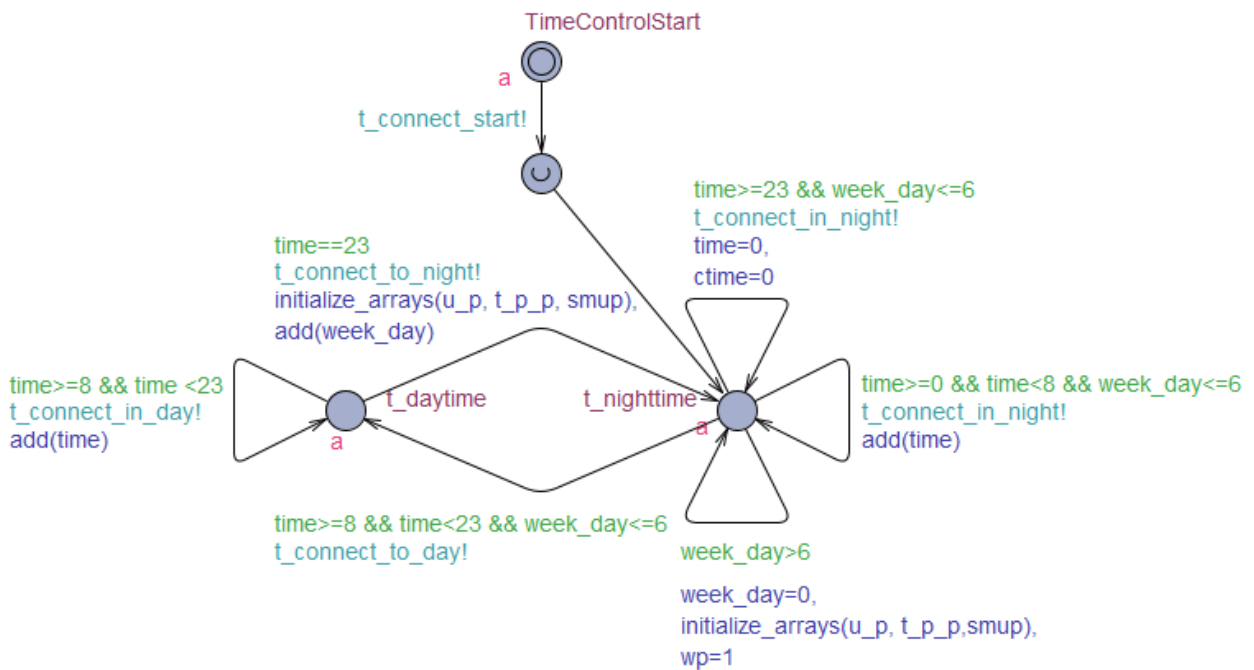 TimeControlStart
a
t_connect_start!
time>=23 && week_day<=6
t_connect_in_night!
time=0,
ctime=0
time==23
t_connect_to_night!
initialize_arrays(u_p, t_p_p, smup),
add(week_day)
time>=8 && time <23
t_connect_in_day!
add(time)
t_daytime
a
t_nighttime
a
time>=0 && time<8 && week_day<=6
t_connect_in_night!
add(time)
time>=8 && time<23 && week_day<=6
t_connect_to_day!
week_day>6
week_day=0,
initialize_arrays(u_p, t_p_p,smup),
wp=1